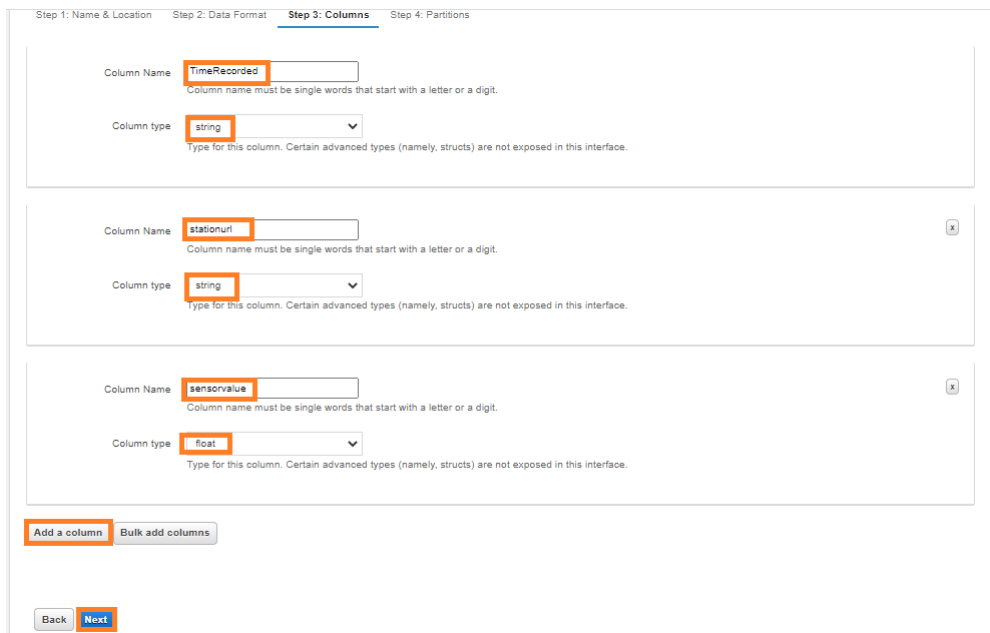 Step 1: Name & Location Step 2: Data Format Step 3: Columns Step 4: Partitions
Column Name TimeRecorded
Column name must be single words that start with a letter or a digit.
Column type string
Type for this column. Certain advanced types (namely, structs) are not exposed in this interface.
Column Name stationurl x
Column name must be single words that start with a letter or a digit.
Column type string
Type for this column. Certain advanced types (namely, structs) are not exposed in this interface.
Column Name sensorvalue x
Column name must be single words that start with a letter or a digit.
Column type float
Type for this column. Certain advanced types (namely, structs) are not exposed in this interface.
Add a column Bulk add columns
Back Next